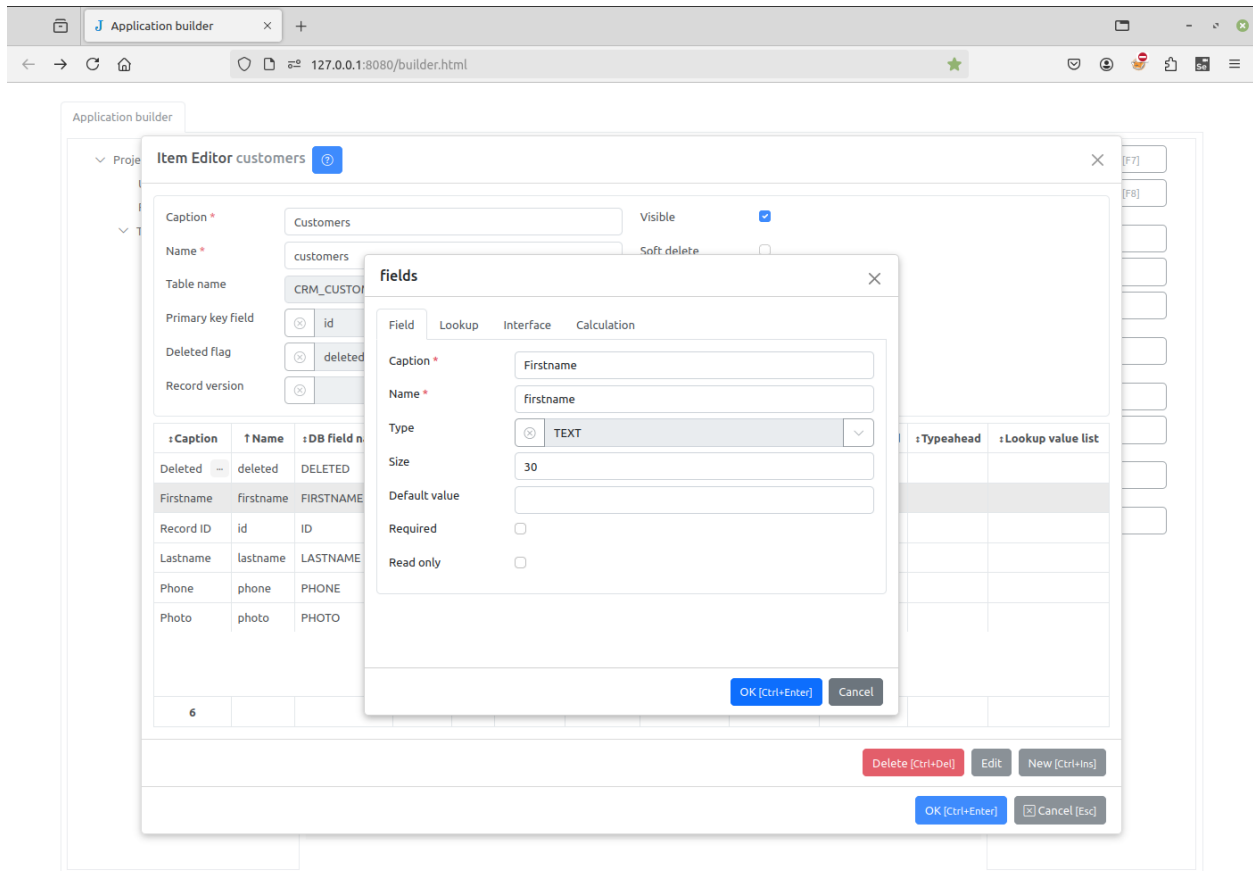 Application builder
127.0.0.1:8080/builder.html
Application builder
Item Editor customers
[F7]
[F8]
Caption *
Customers
Visible
Name *
customers
Soft delete
Table name
Primary key field
id
Deleted flag
deleted
Record version
fields
Field Lookup Interface Calculation
Caption *
Firstname
Name *
firstname
Type
TEXT
Size
30
Default value
Required
Read only
OK [Ctrl+Enter] Cancel
Caption Name DB field Typeahead Lookup value list
Deleted deleted DELETED
Firstname firstname FIRSTNAME
Record ID id ID
Lastname lastname LASTNAME
Phone phone PHONE
Photo photo PHOTO
6
Delete [Ctrl+Del] Edit New [Ctrl+Ins]
OK [Ctrl+Enter] Cancel [Esc]